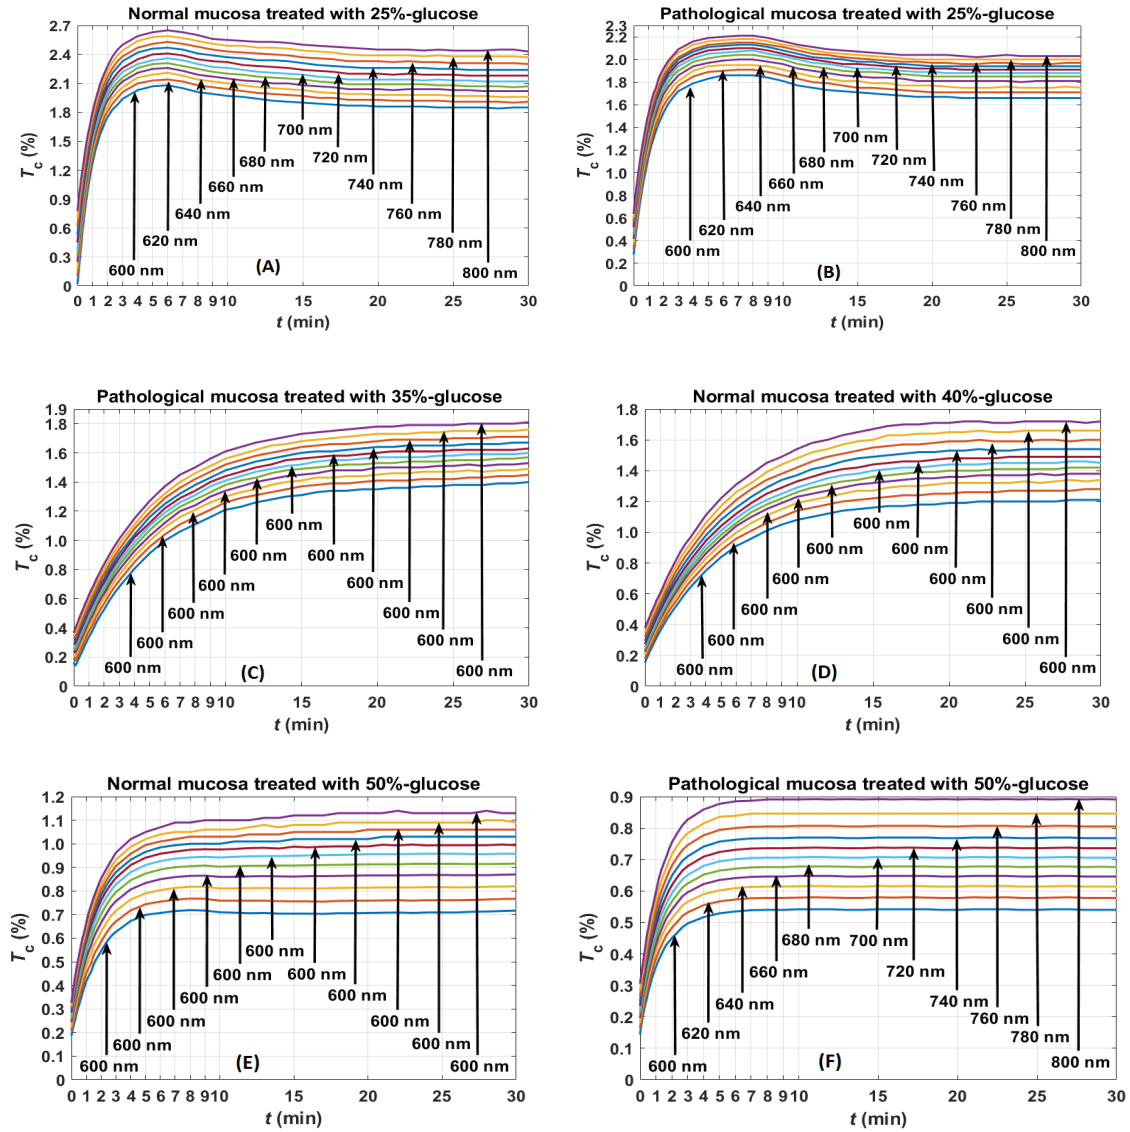 Normal mucosa treated with 25%-glucose
2.7
2.4
2.1
1.8
1.5
1.2
0.9
0.6
0.3
0
Tc (%)
700 nm
680 nm
720 nm
660 nm
740 nm
640 nm
760 nm
620 nm
780 nm
600 nm
800 nm
(A)
0 1 2 3 4 5 6 7 8 9 10 15 20 25 30
t (min)
Pathological mucosa treated with 25%-glucose
2.3
2.2
2.0
1.8
1.6
1.4
1.2
1.0
0.8
0.6
0.4
0.2
0
Tc (%)
700 nm
680 nm
720 nm
660 nm
740 nm
640 nm
760 nm
620 nm
780 nm
600 nm
800 nm
(B)
0 1 2 3 4 5 6 7 8 9 10 15 20 25 30
t (min)
Pathological mucosa treated with 35%-glucose
1.9
1.8
1.6
1.4
1.2
1.0
0.8
0.6
0.4
0.2
0
Tc (%)
600 nm
600 nm
600 nm
600 nm
600 nm
600 nm
600 nm
600 nm
600 nm
600 nm
600 nm
(C)
0 1 2 3 4 5 6 7 8 9 10 15 20 25 30
t (min)
Normal mucosa treated with 40%-glucose
1.8
1.6
1.4
1.2
1.0
0.8
0.6
0.4
0.2
0
Tc (%)
600 nm
600 nm
600 nm
600 nm
600 nm
600 nm
600 nm
600 nm
600 nm
600 nm
600 nm
(D)
0 1 2 3 4 5 6 7 8 9 10 15 20 25 30
t (min)
Normal mucosa treated with 50%-glucose
1.2
1.1
1.0
0.9
0.8
0.7
0.6
0.5
0.4
0.3
0.2
0.1
0
Tc (%)
600 nm
600 nm
600 nm
600 nm
600 nm
600 nm
600 nm
600 nm
600 nm
600 nm
600 nm
(E)
0 1 2 3 4 5 6 7 8 9 10 15 20 25 30
t (min)
Pathological mucosa treated with 50%-glucose
0.9
0.8
0.7
0.6
0.5
0.4
0.3
0.2
0.1
0
Tc (%)
680 nm
700 nm
660 nm
720 nm
640 nm
740 nm
760 nm
620 nm
780 nm
600 nm
800 nm
(F)
0 1 2 3 4 5 6 7 8 9 10 15 20 25 30
t (min)